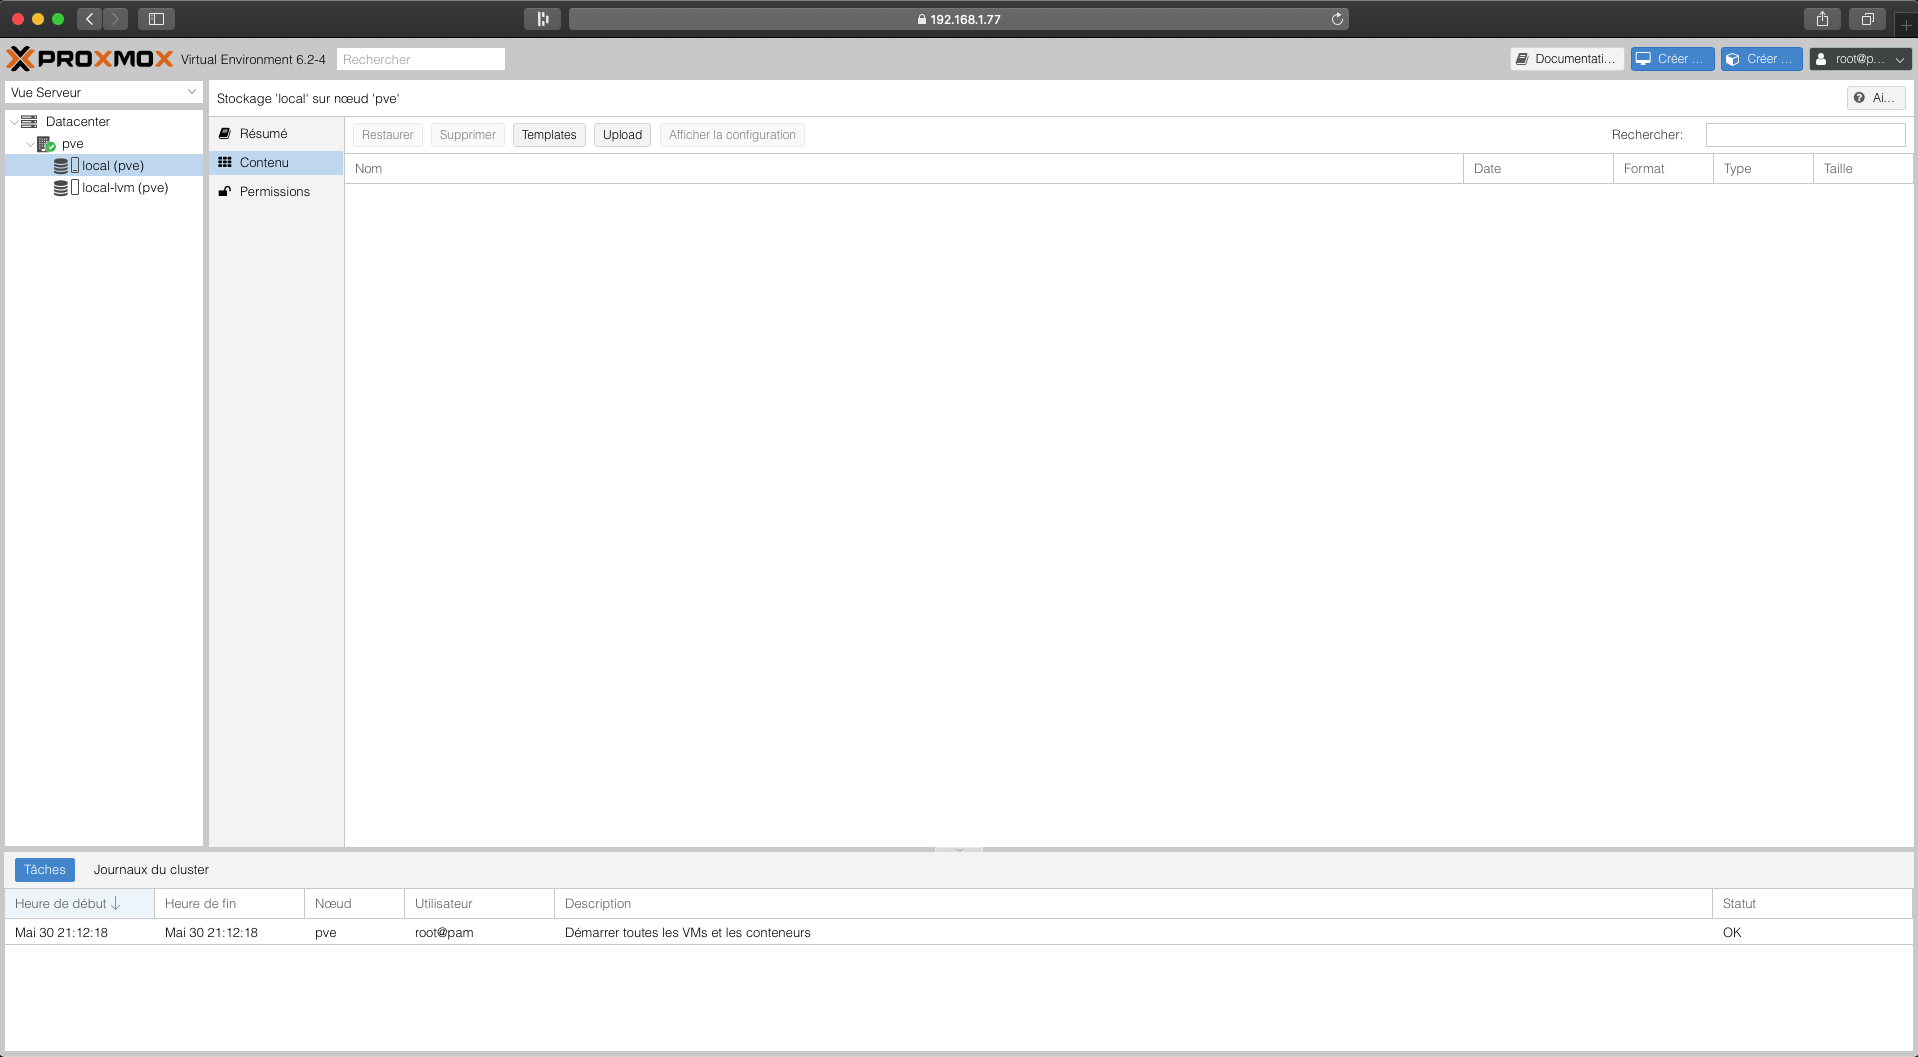 192.168.1.77
PROXMOX Virtual Environment 6.2-4 Rechercher Documentati... Créer ... Créer ... root@p...
Vue Serveur
Datacenter
pve
local (pve)
local-lvm (pve)
Stockage 'local' sur nœud 'pve' Ai...
Résumé
Contenu
Permissions
Restaurer Supprimer Templates Upload Afficher la configuration Rechercher:
Nom Date Format Type Taille
Tâches Journaux du cluster
Heure de début Heure de fin Nœud Utilisateur Description Statut
Mai 30 21:12:18 Mai 30 21:12:18 pve root@pam Démarrer toutes les VMs et les conteneurs OK